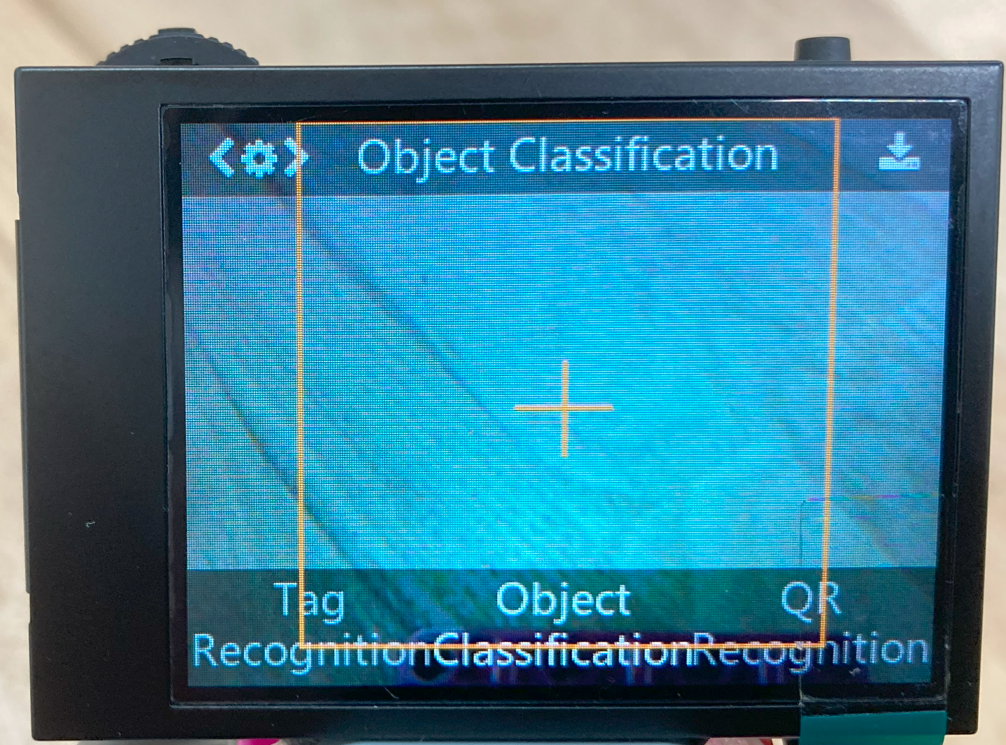 Object Classification
Tag Object QR
Recognition Classification Recognition